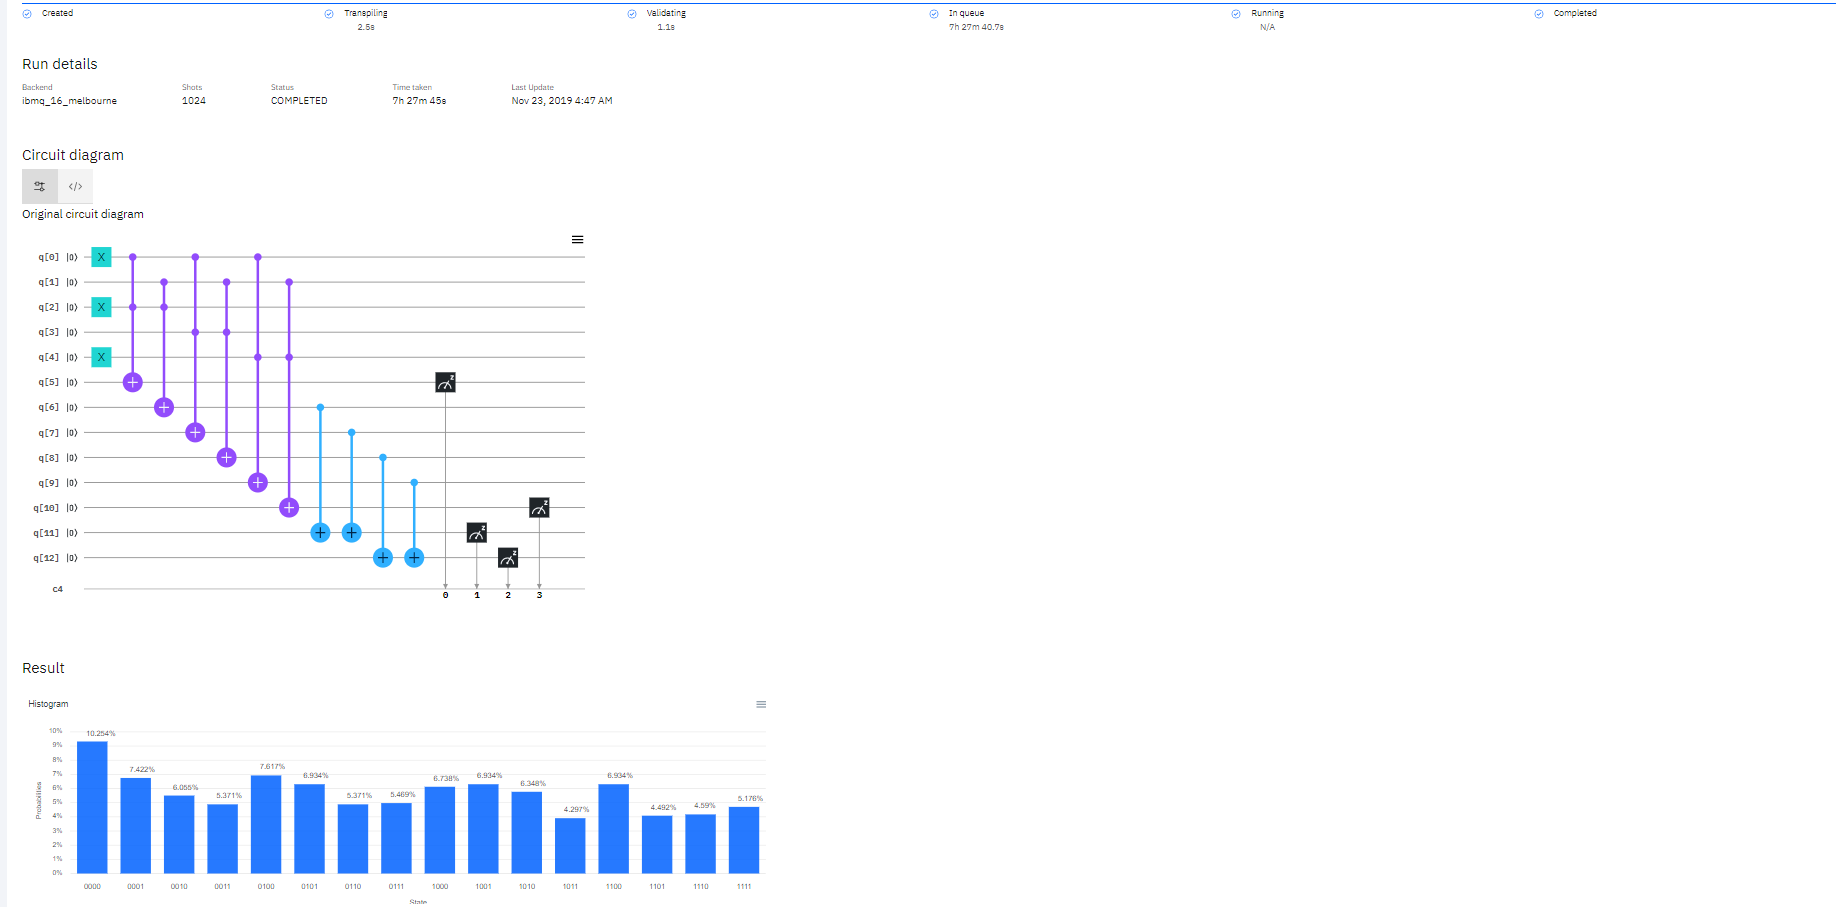 Created Transpiling Validating In queue Running Completed
2.5s 1.1s 7h 27m 40.7s N/A
Run details
Backend Shots Status Time taken Last Update
ibmq_16_melbourne 1024 COMPLETED 7h 27m 45s Nov 23, 2019 4:47 AM
Circuit diagram
</>
Original circuit diagram
q[0] |0⟩ X
q[1] |0⟩
q[2] |0⟩ X
q[3] |0⟩
q[4] |0⟩ X
q[5] |0⟩ z
q[6] |0⟩
q[7] |0⟩
q[8] |0⟩
q[9] |0⟩
q[10] |0⟩ z
q[11] |0⟩ z
q[12] |0⟩ z
c4
0 1 2 3
Result
Histogram
10%
9%
8%
7%
6%
5%
4%
3%
2%
1%
0%
Probabilities
10.254% 7.422% 6.055% 5.371% 7.617% 6.934% 5.371% 5.469% 6.738% 6.934% 6.348% 4.297% 6.934% 4.492% 4.59% 5.176%
0000 0001 0010 0011 0100 0101 0110 0111 1000 1001 1010 1011 1100 1101 1110 1111
State